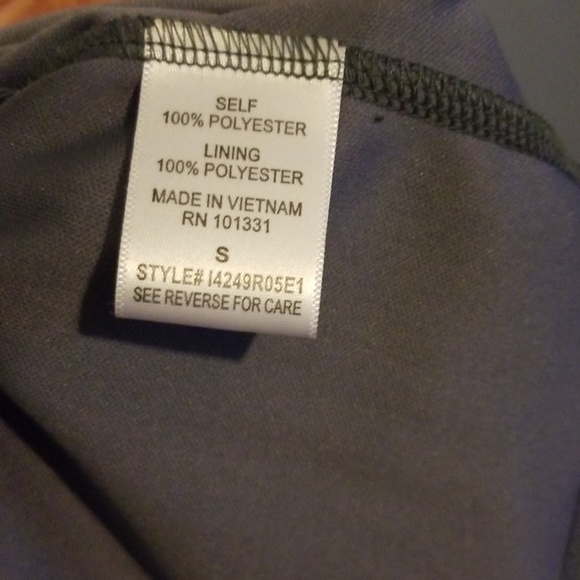 SELF
100% POLYESTER
LINING
100% POLYESTER
MADE IN VIETNAM
RN 101331
S
STYLE# I4249R05E1
SEE REVERSE FOR CARE